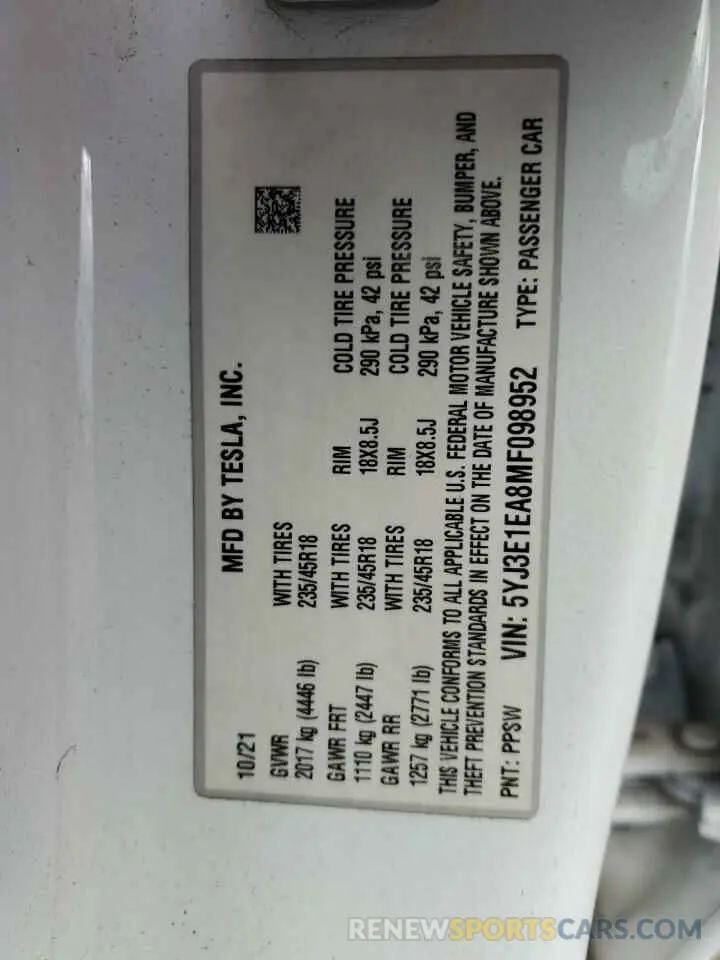 10/21 MFD BY TESLA, INC.
GVWR WITH TIRES
2017 kg (4446 lb) 235/45R18
GAWR FRT WITH TIRES RIM COLD TIRE PRESSURE
1110 kg (2447 lb) 235/45R18 18X8.5J 290 kPa, 42 psi
GAWR RR WITH TIRES RIM COLD TIRE PRESSURE
1257 kg (2771 lb) 235/45R18 18X8.5J 290 kPa, 42 psi
THIS VEHICLE CONFORMS TO ALL APPLICABLE U.S. FEDERAL MOTOR VEHICLE SAFETY, BUMPER, AND
THEFT PREVENTION STANDARDS IN EFFECT ON THE DATE OF MANUFACTURE SHOWN ABOVE.
PNT: PPSW VIN: 5YJ3E1EA8MF098952 TYPE: PASSENGER CAR
RENEWSPORTSCARS.COM